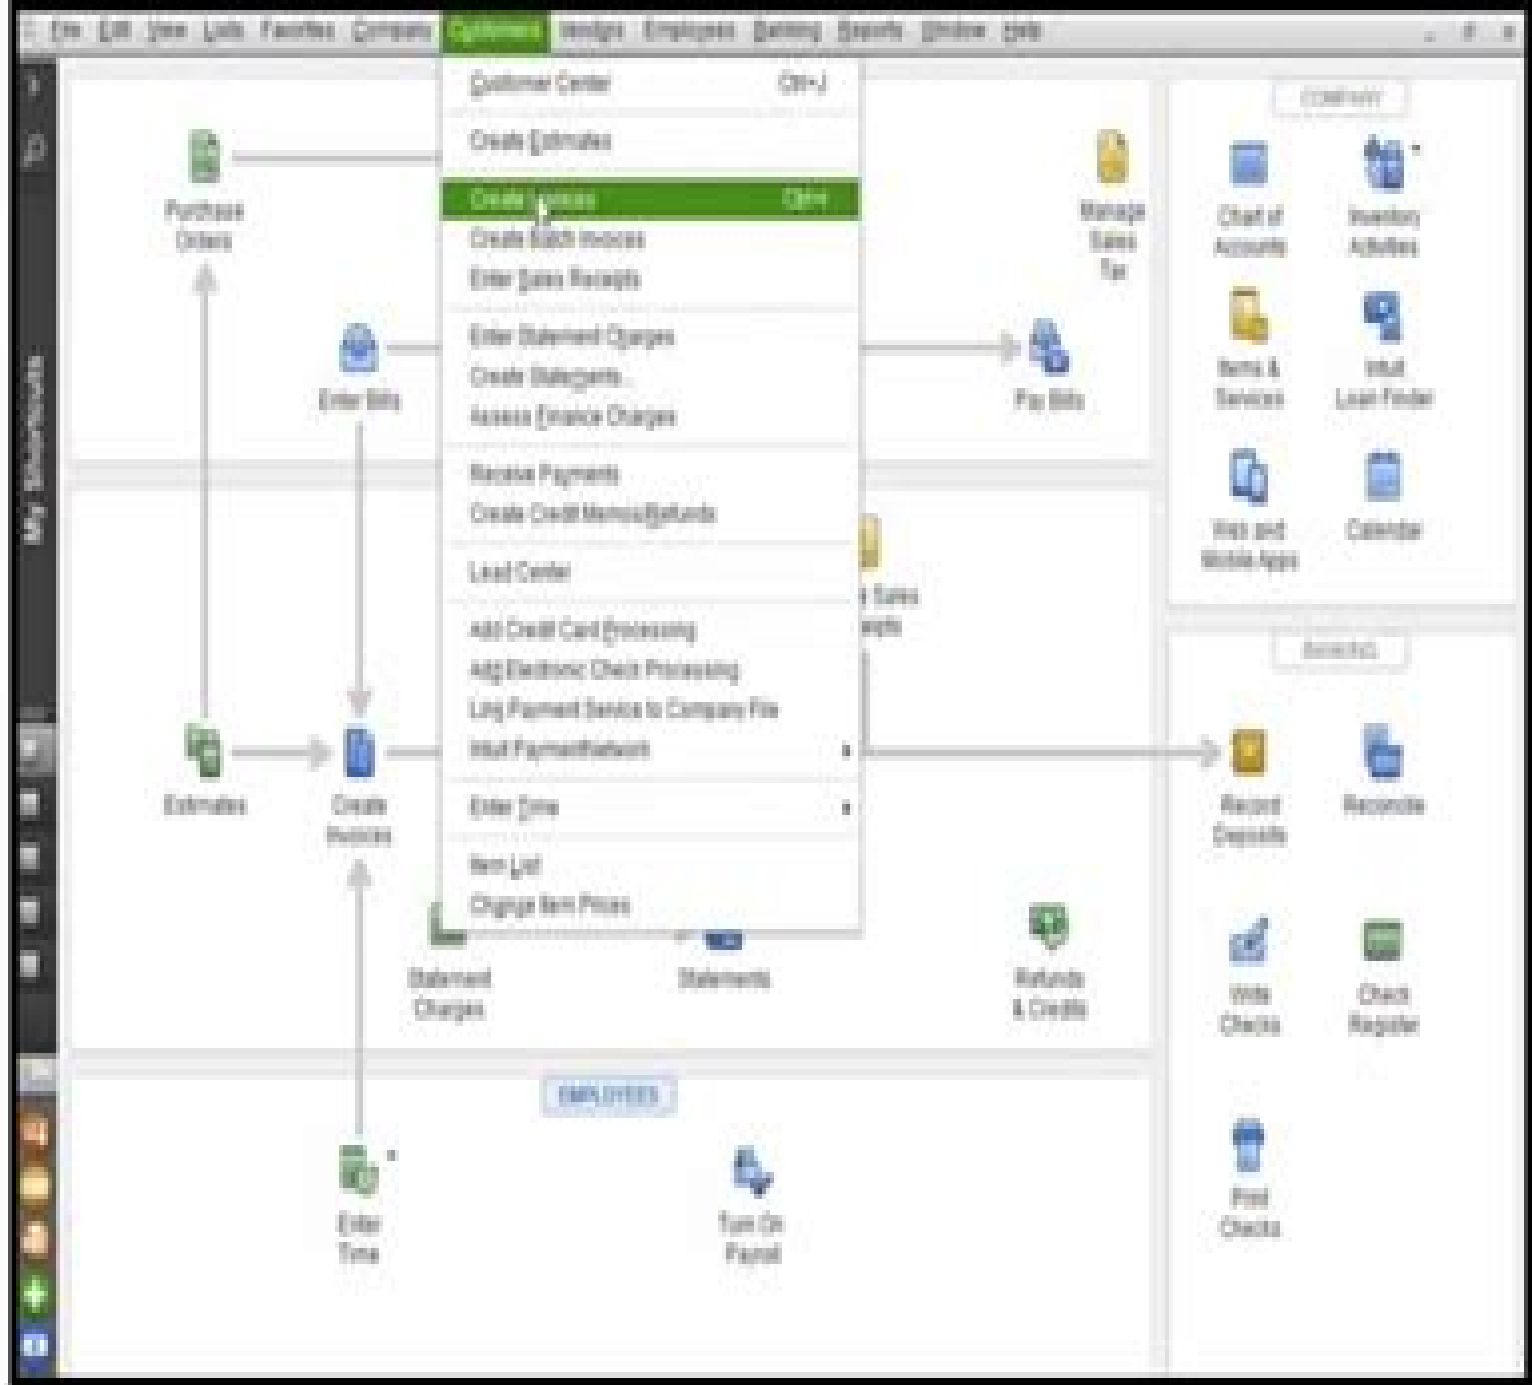 File Edit View Lists Favorites Company Customers Vendors Employees Banking Reports Window Help
Customer Center Ctrl+J
Create Estimates
Create Invoices Ctrl+I
Create Batch Invoices
Enter Sales Receipts
Enter Statement Charges
Create Statements...
Assess Finance Charges
Receive Payments
Create Credit Memos/Refunds
Lead Center
Add Credit Card Processing
Add Electronic Check Processing
Link Payment Service to Company File
Intuit PaymentNetwork
Enter Time
Item List
Change Item Prices
My Shortcuts
Purchase
Orders
Enter Bills
Manage
Sales
Tax
Pay Bills
Sales
Estimates
Create
Invoices
Statement
Charges
Statements
Refunds
& Credits
EMPLOYEES
Enter
Time
Turn On
Payroll
COMPANY
Chart of
Accounts
Inventory
Activities
Items &
Services
Intuit
Loan Finder
Web and
Mobile Apps
Calendar
BANKING
Record
Deposits
Reconcile
Write
Checks
Check
Register
Print
Checks